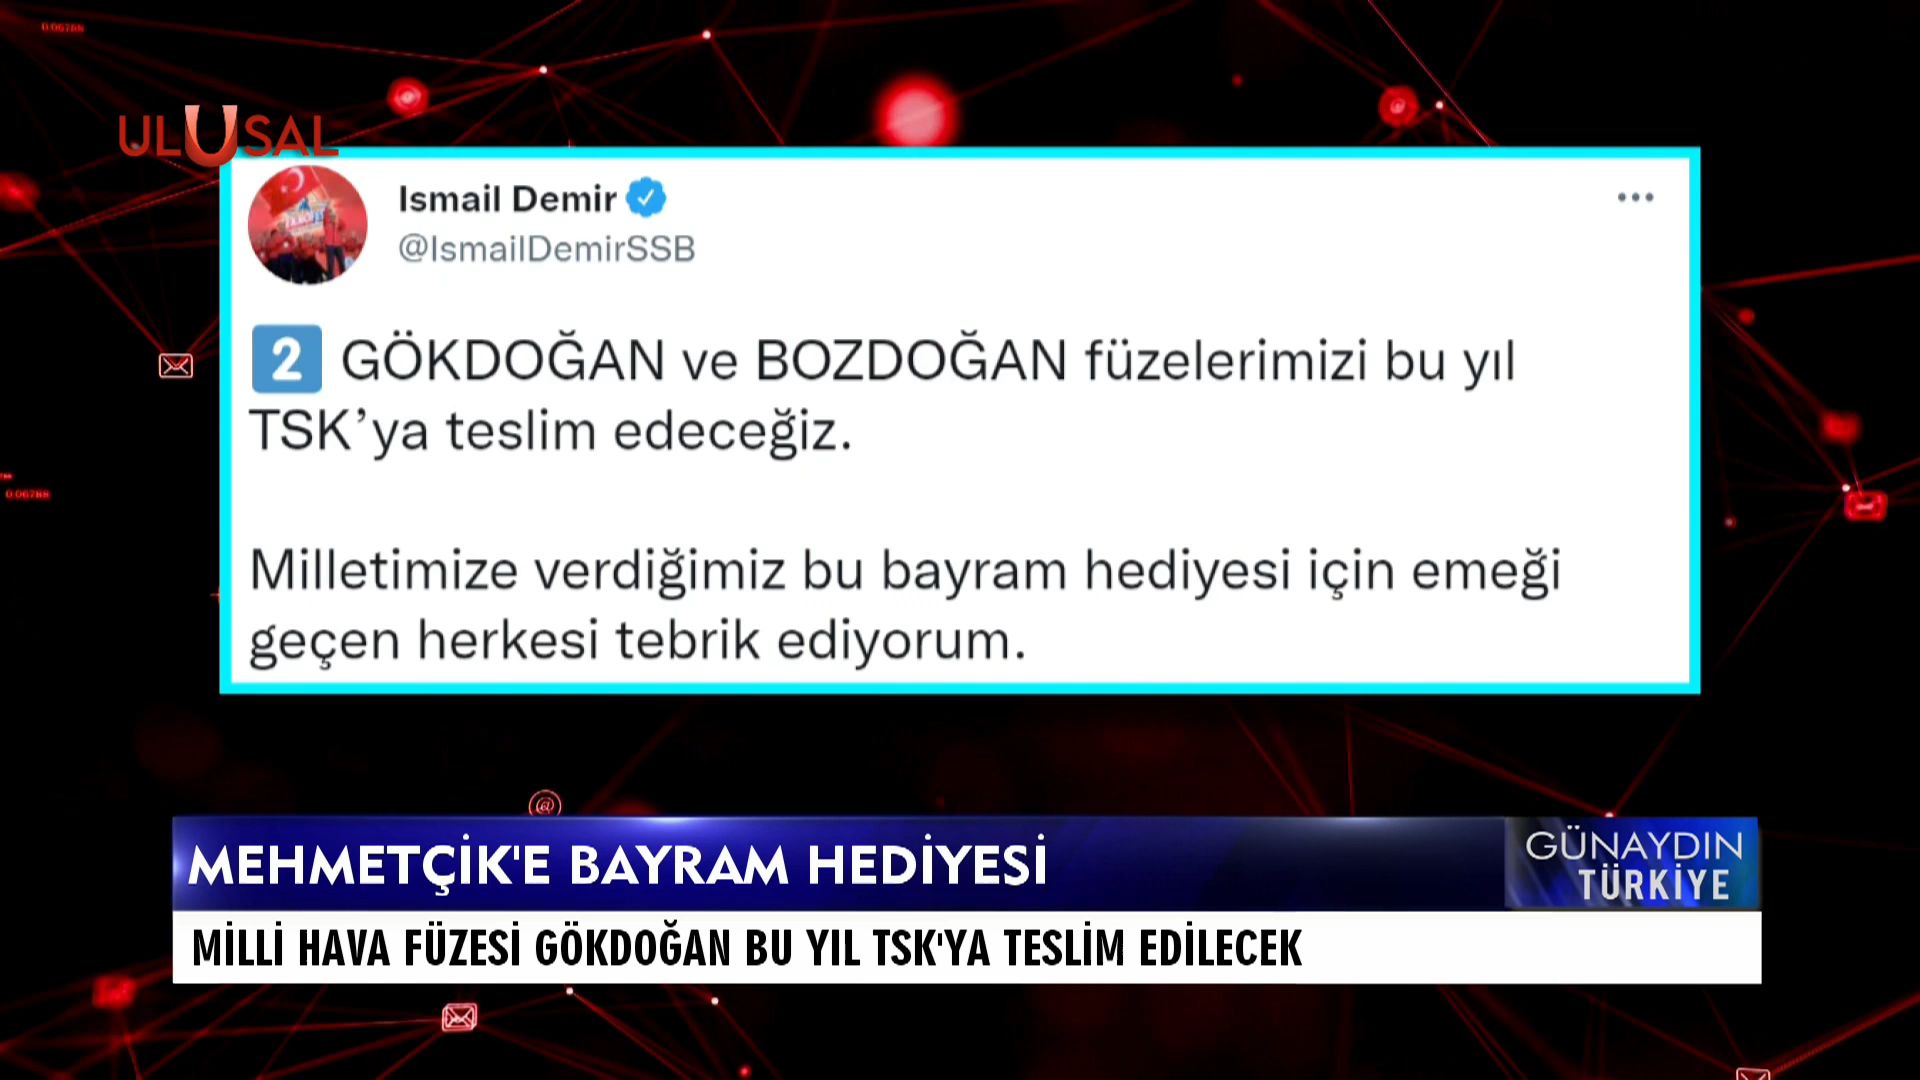 0.06788
ULUSAL
Ismail Demir
@IsmailDemirSSB
2 GÖKDOĞAN ve BOZDOĞAN füzelerimizi bu yıl
TSK’ya teslim edeceğiz.
Milletimize verdiğimiz bu bayram hediyesi için emeği
geçen herkesi tebrik ediyorum.
MEHMETÇİK'E BAYRAM HEDİYESİ
GÜNAYDIN
TÜRKİYE
MİLLİ HAVA FÜZESİ GÖKDOĞAN BU YIL TSK'YA TESLİM EDİLECEK